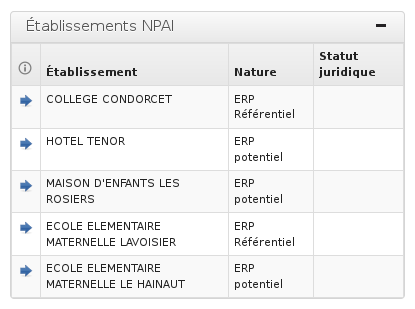 Établissements NPAI
Établissement Nature Statut juridique
COLLEGE CONDORCET ERP Référentiel
HOTEL TENOR ERP potentiel
MAISON D'ENFANTS LES ROSIERS ERP potentiel
ECOLE ELEMENTAIRE MATERNELLE LAVOISIER ERP Référentiel
ECOLE ELEMENTAIRE MATERNELLE LE HAINAUT ERP potentiel